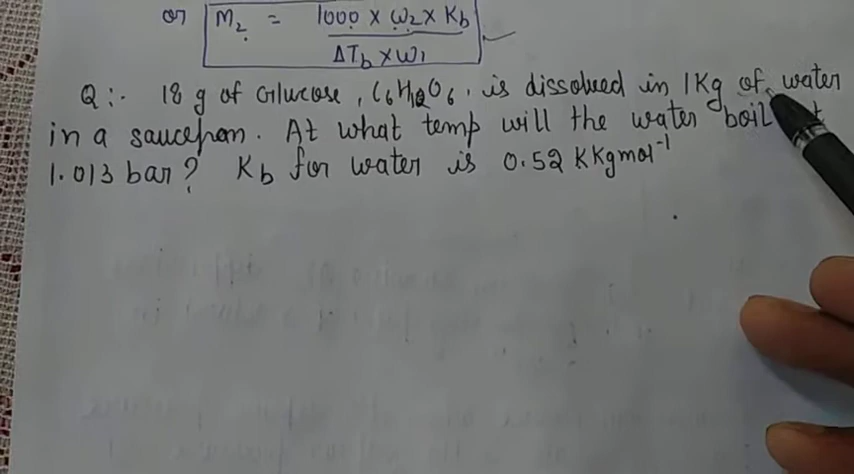 or M₂ = 1000 × ω₂ × Kb
ΔTb × ω₁
Q:- 18 g of Glucose, C₆H₁₂O₆, is dissolved in 1Kg of water
in a saucepan. At what temp will the water boil
1.013 bar? Kb for water is 0.52 K Kg mol⁻¹